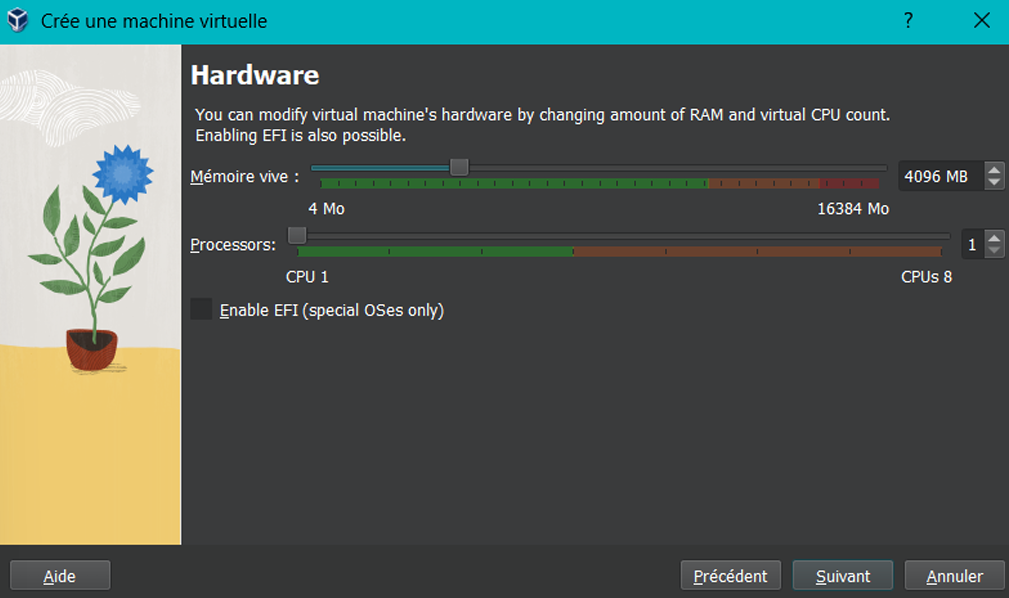 Crée une machine virtuelle
?
Hardware
You can modify virtual machine's hardware by changing amount of RAM and virtual CPU count.
Enabling EFI is also possible.
Mémoire vive : 4096 MB
4 Mo 16384 Mo
Processors: 1
CPU 1 CPUs 8
Enable EFI (special OSes only)
Aide Précédent Suivant Annuler